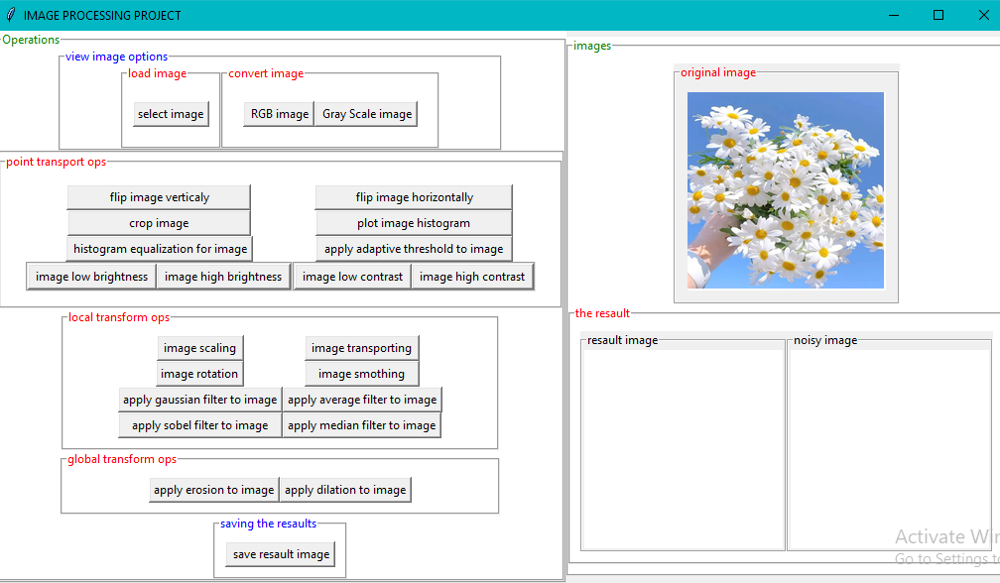 IMAGE PROCESSING PROJECT
Operations
view image options
load image
convert image
select image
RGB image
Gray Scale image
point transport ops
flip image verticaly
flip image horizontally
crop image
plot image histogram
histogram equalization for image
apply adaptive threshold to image
image low brightness
image high brightness
image low contrast
image high contrast
local transform ops
image scaling
image transporting
image rotation
image smothing
apply gaussian filter to image
apply average filter to image
apply sobel filter to image
apply median filter to image
global transform ops
apply erosion to image
apply dilation to image
saving the resaults
save resault image
images
original image
the resault
resault image
noisy image
Activate Win
Go to Settings to